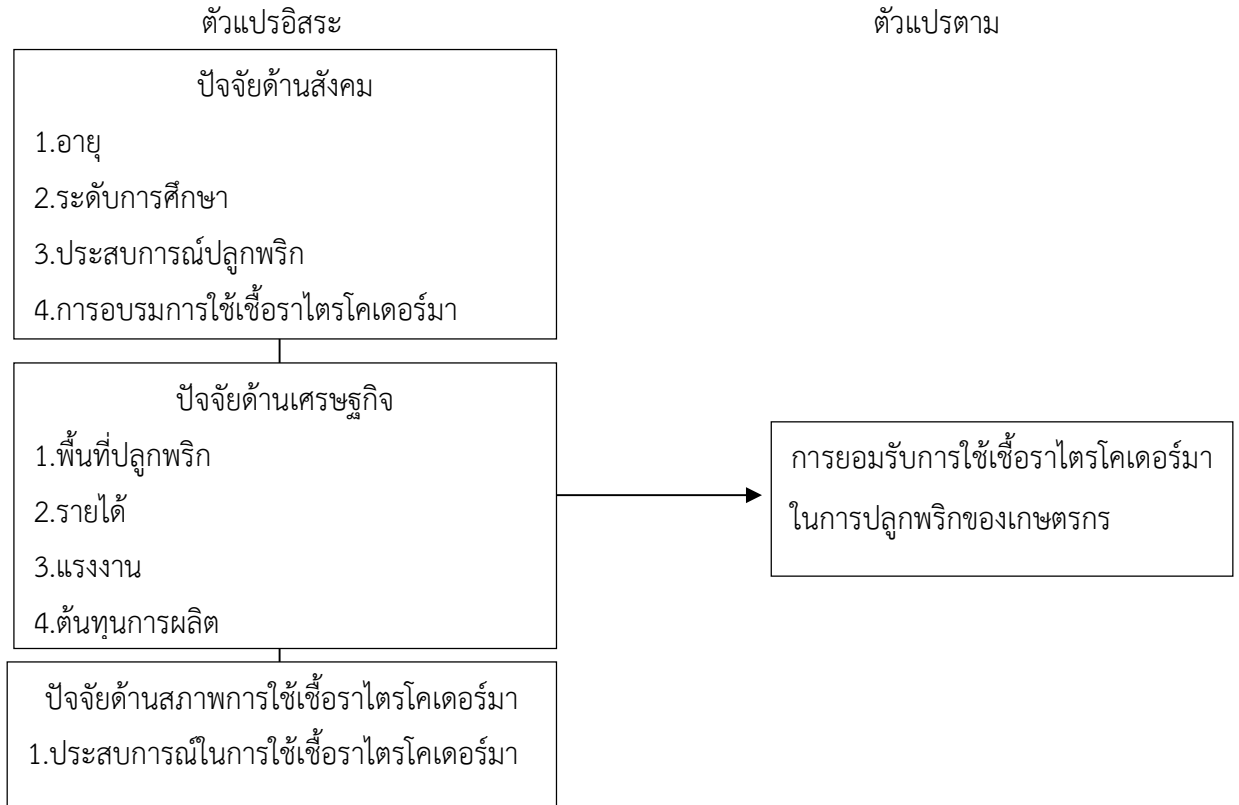 ตัวแปรอิสระ
ตัวแปรตาม
ปัจจัยด้านสังคม
1.อายุ
2.ระดับการศึกษา
3.ประสบการณ์ปลูกพริก
4.การอบรมการใช้เชื้อราไตรโคเดอร์มา
ปัจจัยด้านเศรษฐกิจ
1.พื้นที่ปลูกพริก
2.รายได้
3.แรงงาน
4.ต้นทุนการผลิต
การยอมรับการใช้เชื้อราไตรโคเดอร์มา
ในการปลูกพริกของเกษตรกร
ปัจจัยด้านสภาพการใช้เชื้อราไตรโคเดอร์มา
1.ประสบการณ์ในการใช้เชื้อราไตรโคเดอร์มา